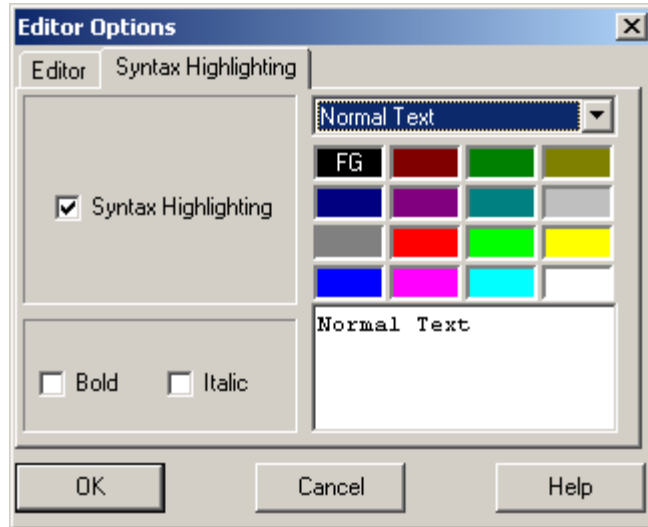 Editor Options
Editor Syntax Highlighting
Normal Text
FG
Syntax Highlighting
Normal Text
Bold Italic
OK Cancel Help